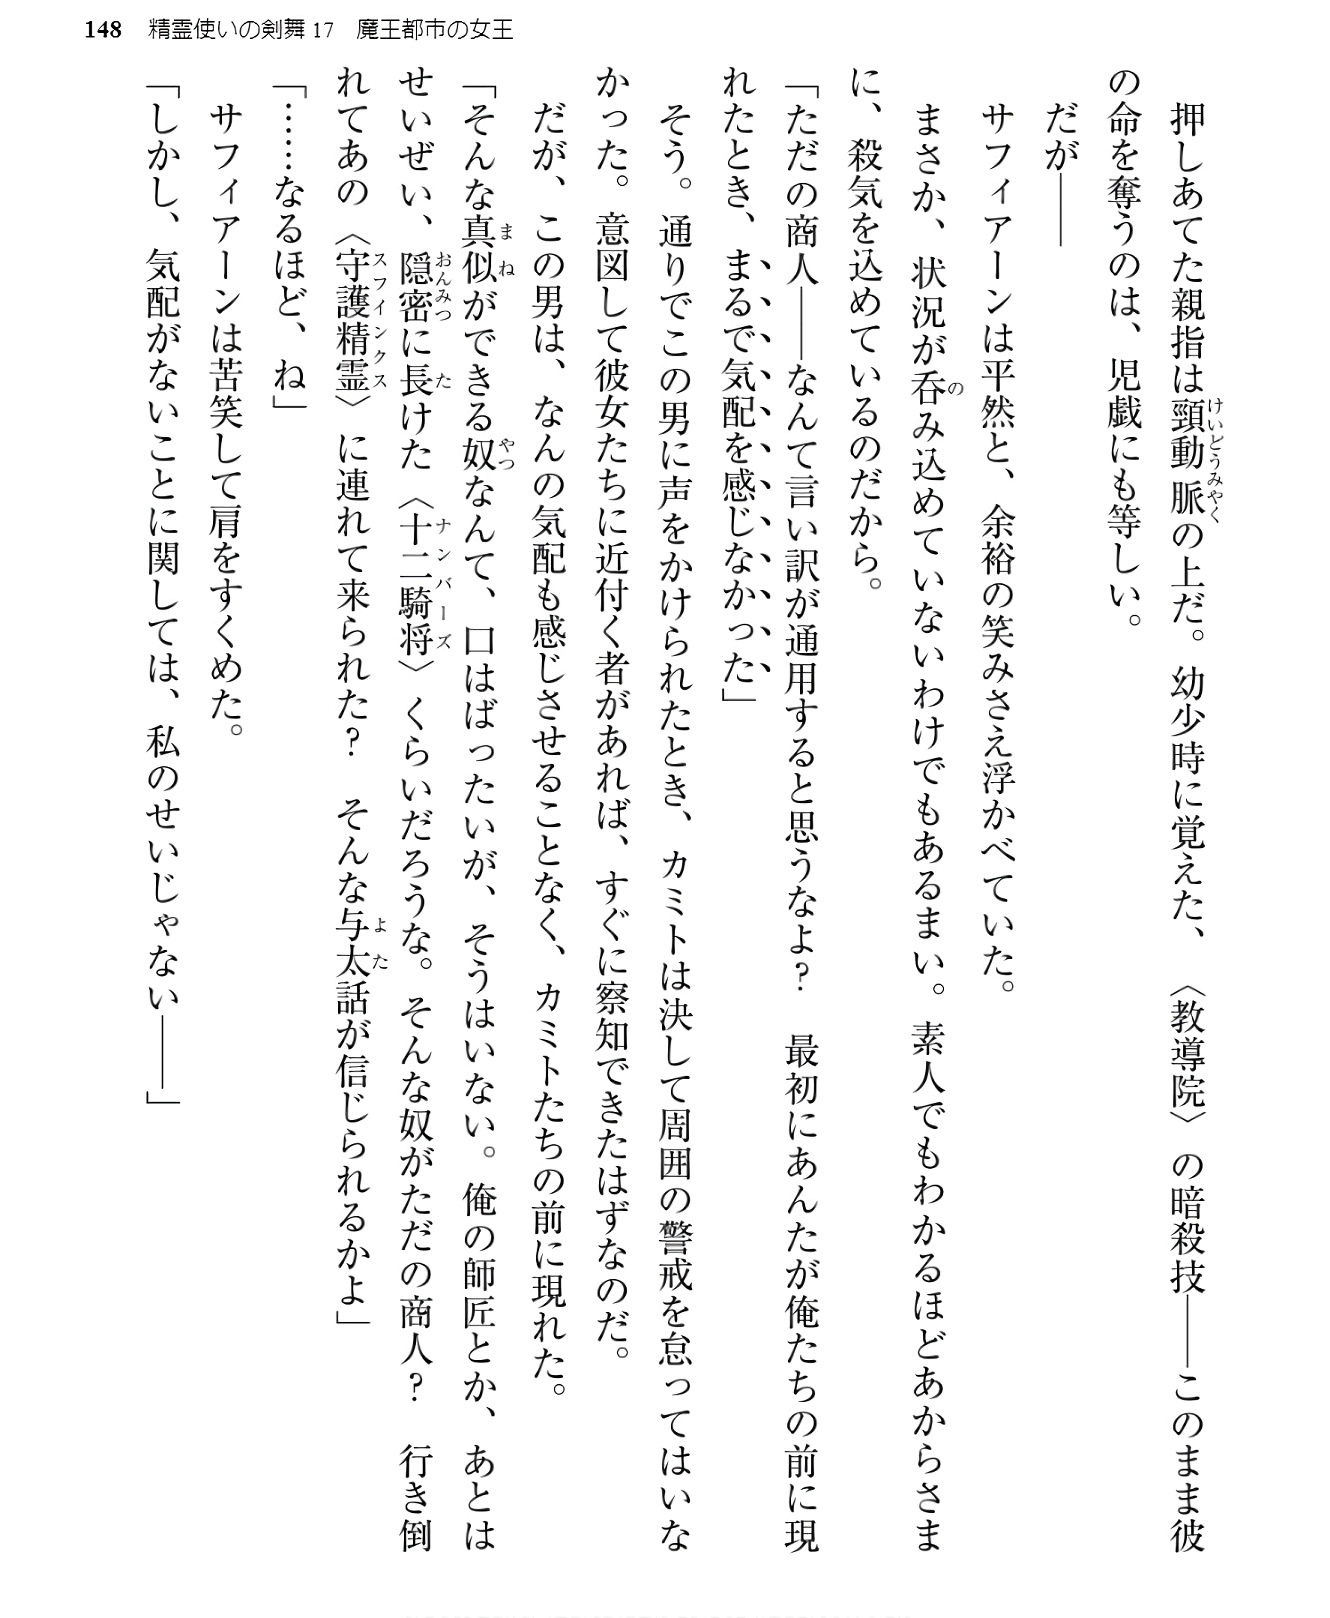 148 精霊使いの剣舞17 魔王都市の女王
　押しあてた親指は頸動脈の上だ。幼少時に覚えた、〈教導院〉の暗殺技――このまま彼
の命を奪うのは、児戯にも等しい。
　だが――
　サフィアーンは平然と、余裕の笑みさえ浮かべていた。
　まさか、状況が呑み込めていないわけでもあるまい。素人でもわかるほどあからさま
に、殺気を込めているのだから。
「ただの商人――なんて言い訳が通用すると思うなよ？　最初にあんたが俺たちの前に現
れたとき、まるで気配を感じなかった」
　そう。通りでこの男に声をかけられたとき、カミトは決して周囲の警戒を怠ってはいな
かった。意図して彼女たちに近付く者があれば、すぐに察知できたはずなのだ。
　だが、この男は、なんの気配も感じさせることなく、カミトたちの前に現れた。
「そんな真似ができる奴なんて、口はばったいが、そうはいない。俺の師匠とか、あとは
せいぜい、隠密に長けた〈十二騎将〉くらいだろうな。そんな奴がただの商人？　行き倒
れてあの〈守護精霊〉に連れて来られた？　そんな与太話が信じられるかよ」
「……なるほど、ね」
　サフィアーンは苦笑して肩をすくめた。
「しかし、気配がないことに関しては、私のせいじゃない――」